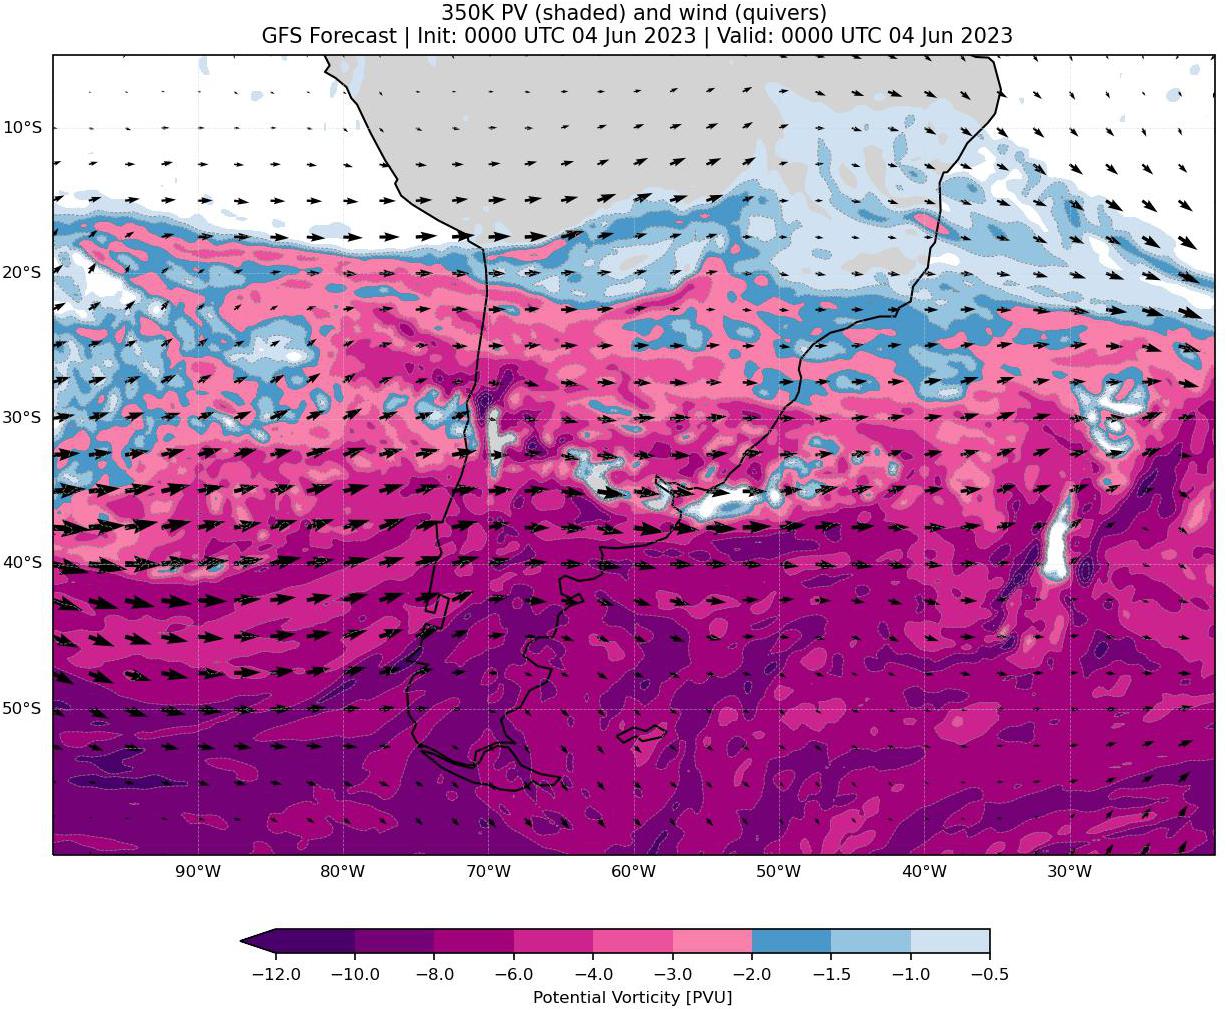 350K PV (shaded) and wind (quivers)
GFS Forecast | Init: 0000 UTC 04 Jun 2023 | Valid: 0000 UTC 04 Jun 2023
10°S
20°S
30°S
40°S
50°S
90°W 80°W 70°W 60°W 50°W 40°W 30°W
−12.0 −10.0 −8.0 −6.0 −4.0 −3.0 −2.0 −1.5 −1.0 −0.5
Potential Vorticity [PVU]